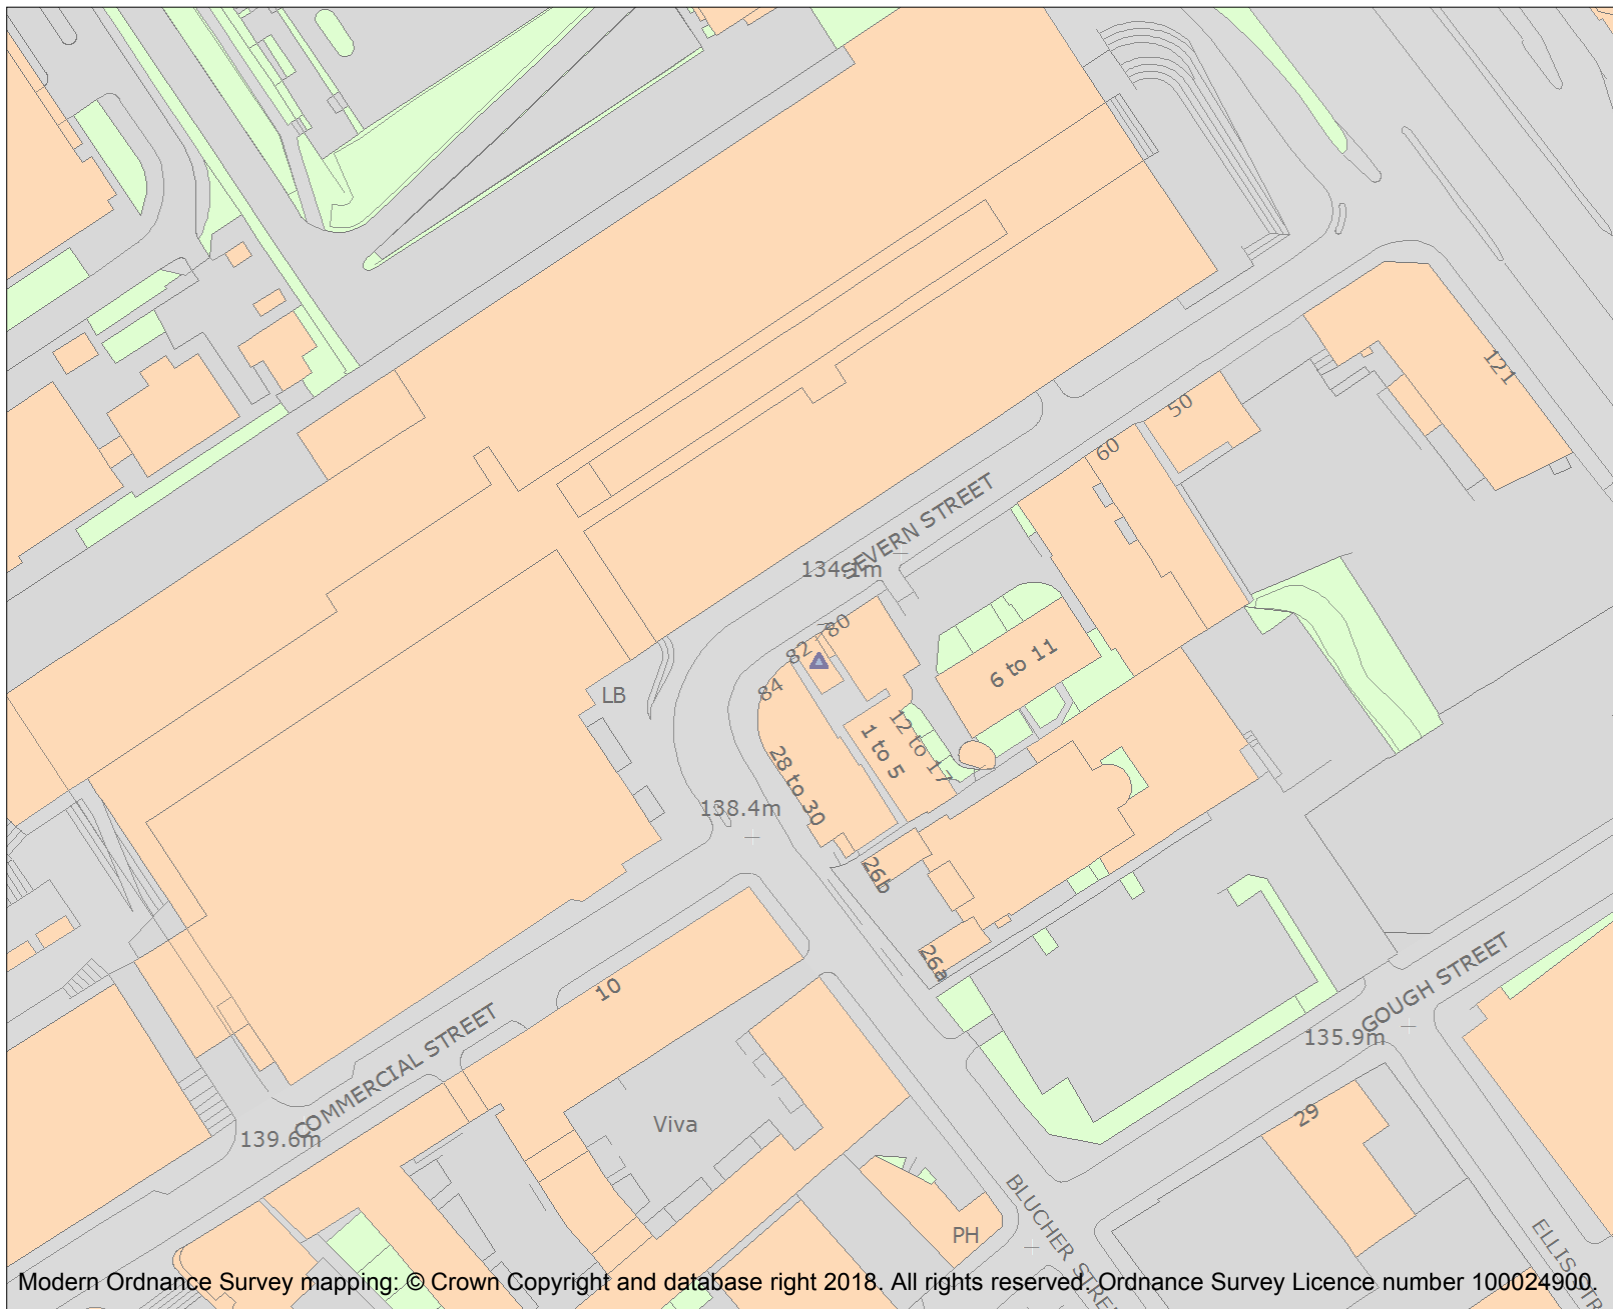 121
50
60
SEVERN STREET
134.1m
80
82
84
6 to 11
LB
12 to 17
1 to 5
28 to 30
138.4m
26b
26a
10
GOUGH STREET
135.9m
COMMERCIAL STREET
139.6m
Viva
29
BLUCHER STREET
PH
Modern Ordnance Survey mapping: © Crown Copyright and database right 2018. All rights reserved. Ordnance Survey Licence number 100024900.